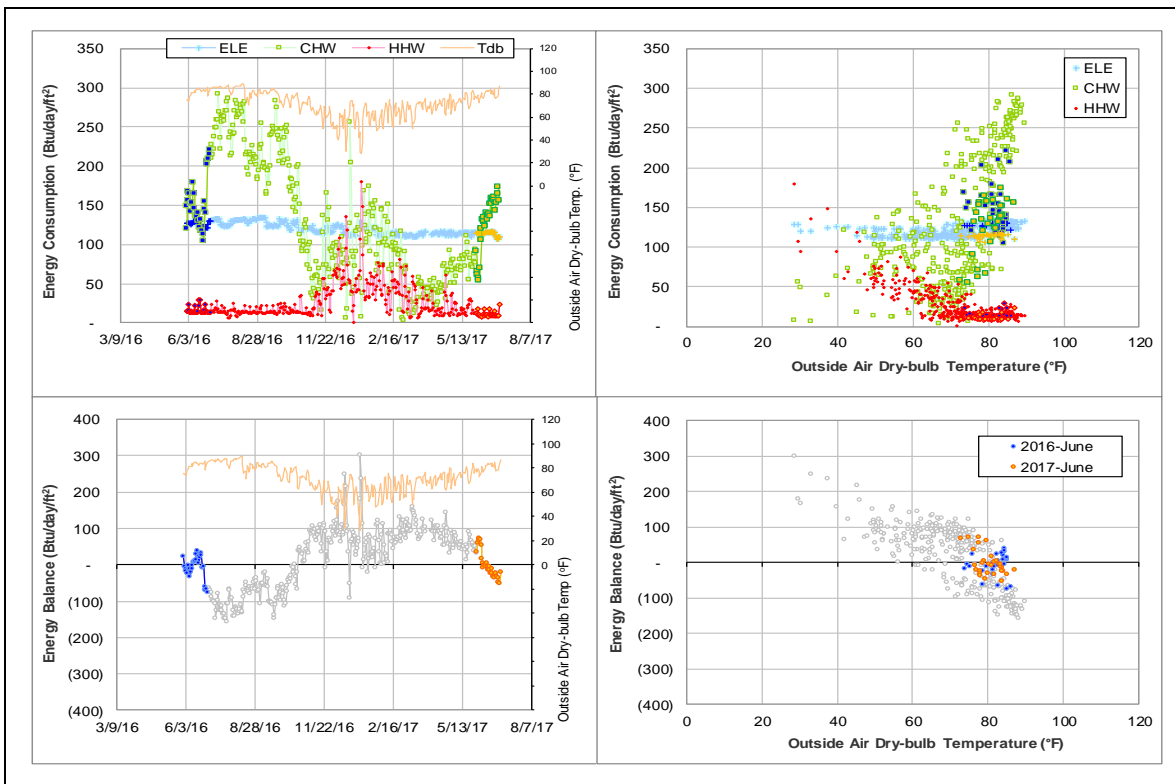 ELE CHW HHW Tdb
Energy Consumption (Btu/day/ft²)
350
300
250
200
150
100
50
-
120
100
80
60
40
20
0
Outside Air Dry-bulb Temp. (°F)
3/9/16 6/3/16 8/28/16 11/22/16 2/16/17 5/13/17 8/7/17
Energy Consumption (Btu/day/ft²)
350
300
250
200
150
100
50
-
ELE
CHW
HHW
0 20 40 60 80 100 120
Outside Air Dry-bulb Temperature (°F)
Energy Balance (Btu/day/ft²)
400
300
200
100
-
(100)
(200)
(300)
(400)
120
100
80
60
40
20
0
Outside Air Dry-bulb Temp (°F)
3/9/16 6/3/16 8/28/16 11/22/16 2/16/17 5/13/17 8/7/17
Energy Balance (Btu/day/ft²)
400
300
200
100
-
(100)
(200)
(300)
(400)
2016-June
2017-June
0 20 40 60 80 100 120
Outside Air Dry-bulb Temperature (°F)